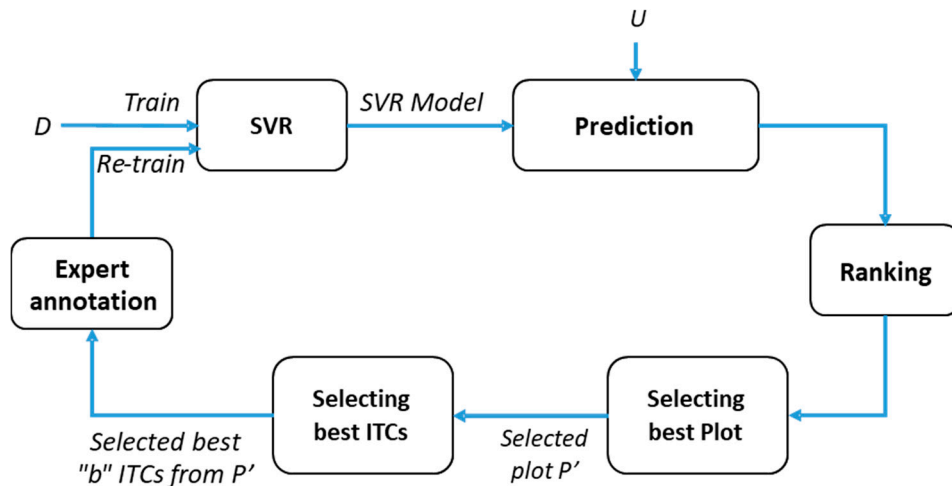 U
Train
SVR Model
D
SVR
Prediction
Re-train
Expert
annotation
Ranking
Selecting
best ITCs
Selecting
best Plot
Selected best
"b" ITCs from P’
Selected
plot P’